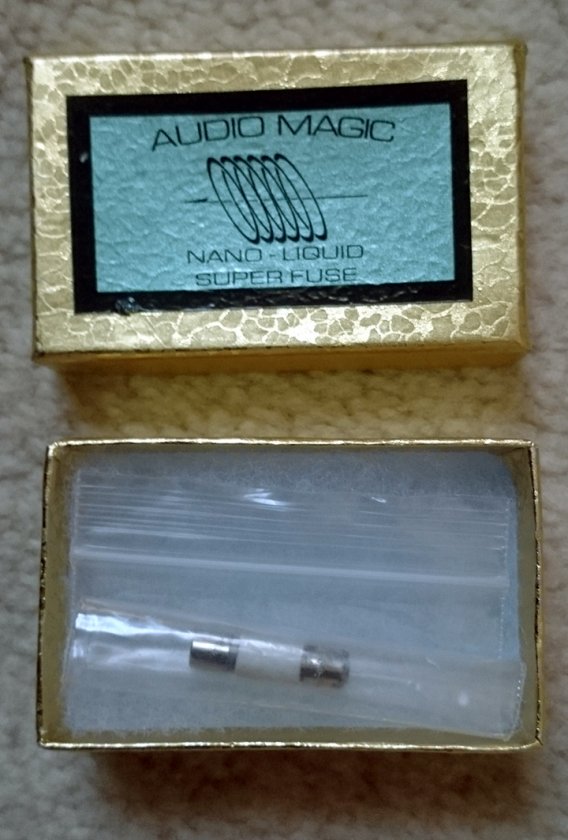 AUDIO MAGIC
NANO - LIQUID
SUPER FUSE